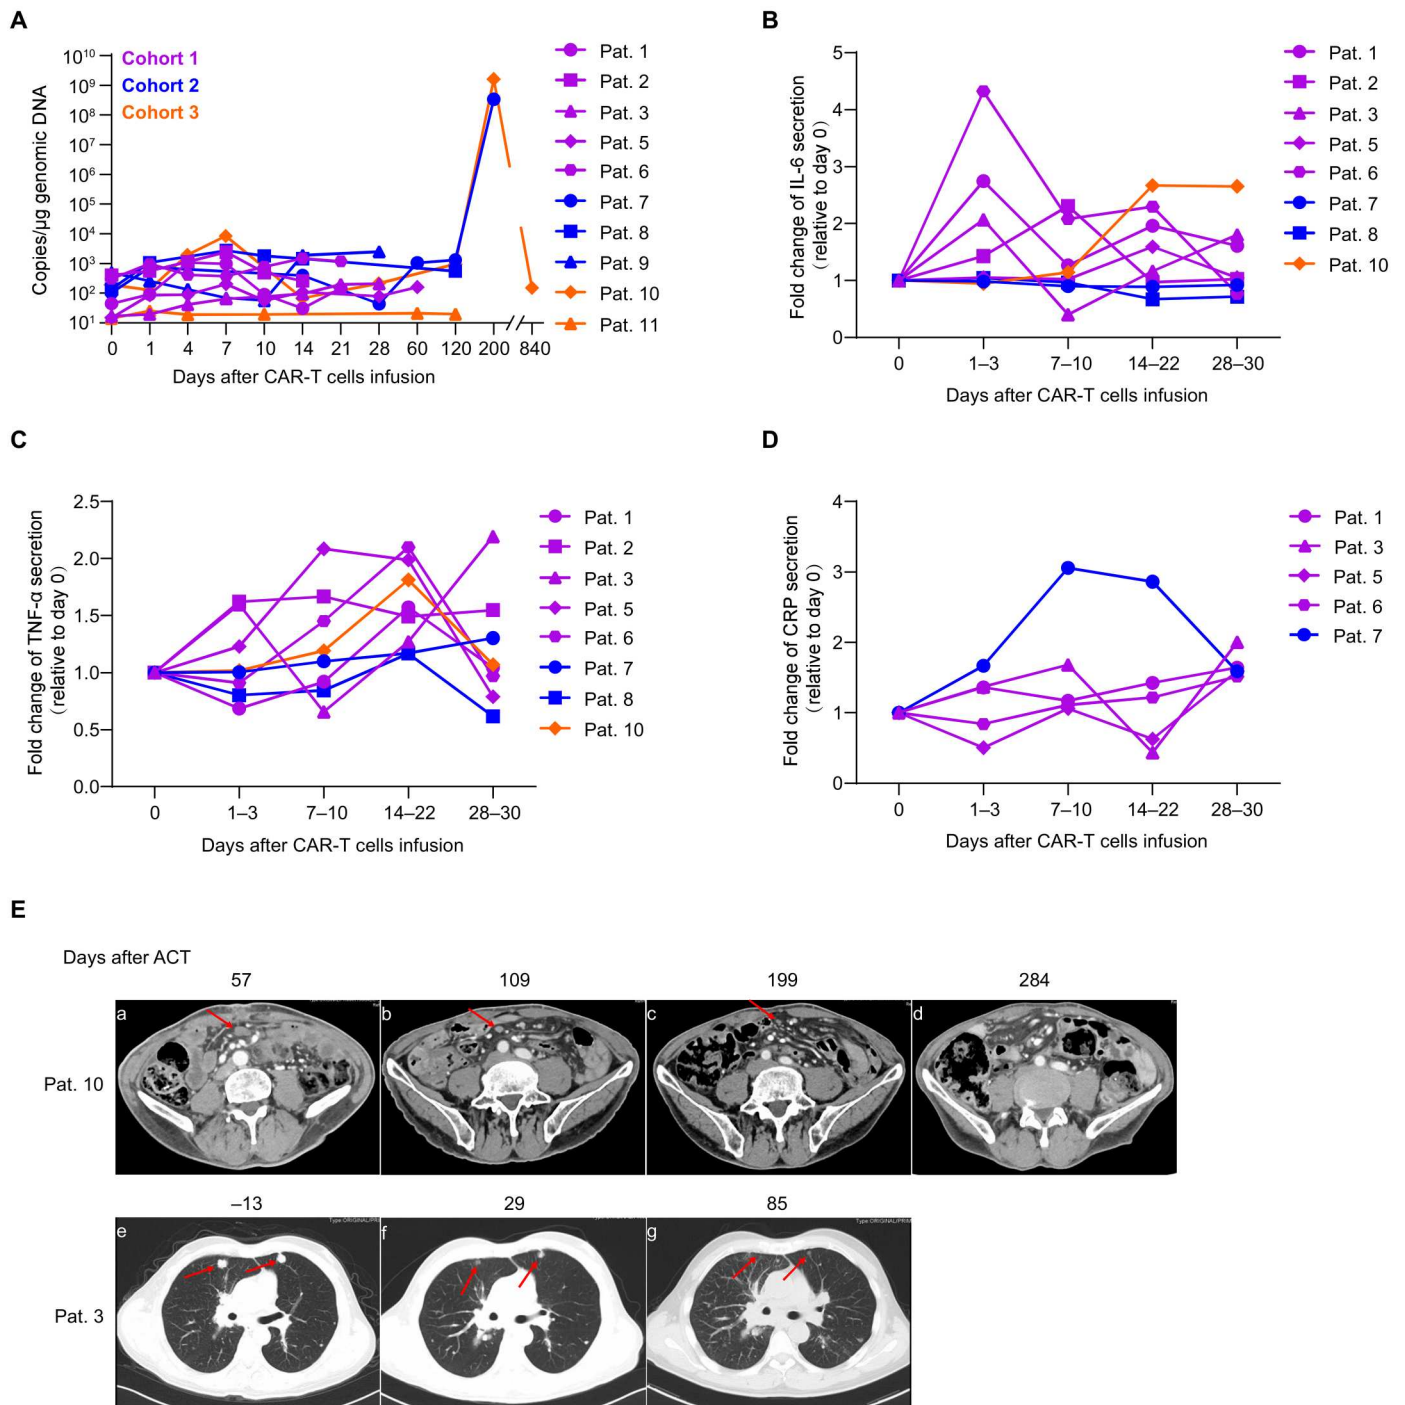 A
Copies/µg genomic DNA
10¹⁰
10⁹
10⁸
10⁷
10⁶
10⁵
10⁴
10³
10²
10¹
Cohort 1
Cohort 2
Cohort 3
0 1 4 7 10 14 21 28 60 120 200 840
Days after CAR-T cells infusion
Pat. 1
Pat. 2
Pat. 3
Pat. 5
Pat. 6
Pat. 7
Pat. 8
Pat. 9
Pat. 10
Pat. 11
B
Fold change of IL-6 secretion
(relative to day 0)
5
4
3
2
1
0
0 1–3 7–10 14–22 28–30
Days after CAR-T cells infusion
Pat. 1
Pat. 2
Pat. 3
Pat. 5
Pat. 6
Pat. 7
Pat. 8
Pat. 10
C
Fold change of TNF-α secretion
(relative to day 0)
2.5
2.0
1.5
1.0
0.5
0.0
0 1–3 7–10 14–22 28–30
Days after CAR-T cells infusion
Pat. 1
Pat. 2
Pat. 3
Pat. 5
Pat. 6
Pat. 7
Pat. 8
Pat. 10
D
Fold change of CRP secretion
(relative to day 0)
4
3
2
1
0
0 1–3 7–10 14–22 28–30
Days after CAR-T cells infusion
Pat. 1
Pat. 3
Pat. 5
Pat. 6
Pat. 7
E
Days after ACT
57 109 199 284
Pat. 10
a b c d
–13 29 85
Pat. 3
e f g
Type ORIGINAL/PRIM